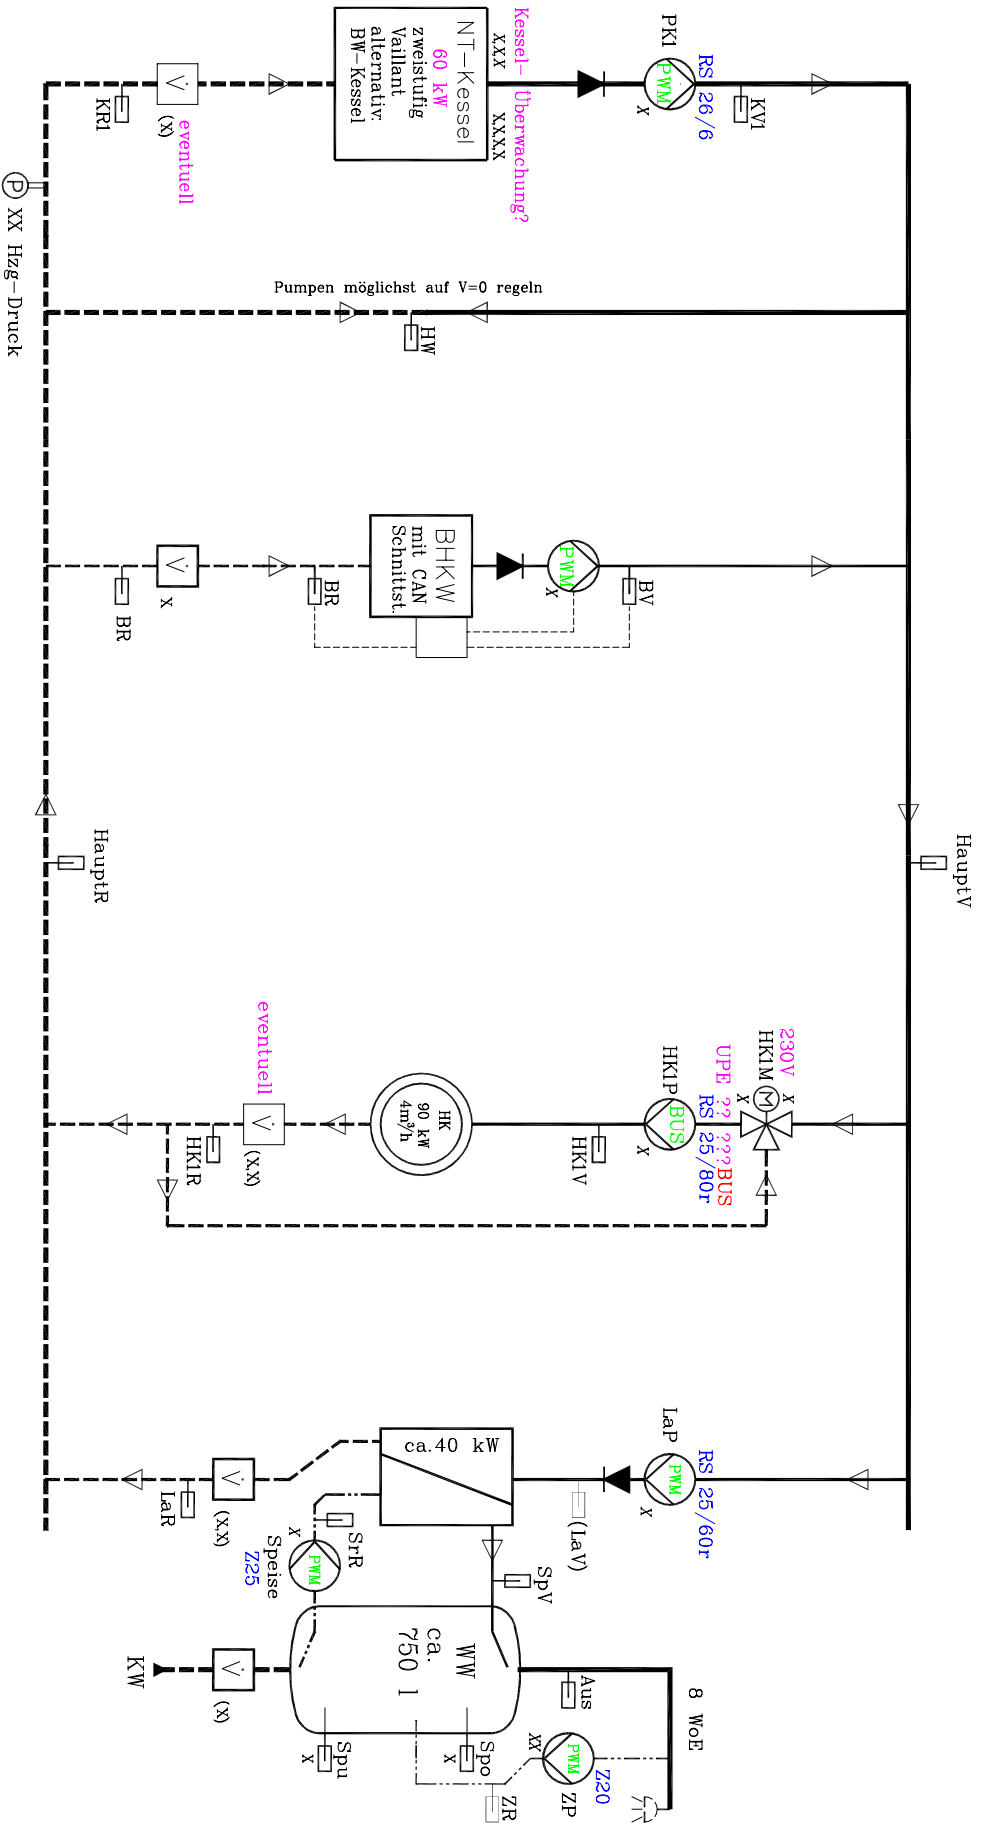 PK1
RS 26/6
PWM
x
KV1
Kessel- Überwachung?
x,x,x
x,x,x,x
NT-Kessel
60 kW
zweistufig
Vaillant
alternativ:
BW-Kessel
V̇
(x)
eventuell
KR1
P
XX Hzg-Druck
Pumpen möglichst auf V=0 regeln
HW
BV
PWM
x
BHKW
mit CAN
Schnittst.
BR
V̇
x
BR
HauptV
HauptR
230V
HK1M
x
x
M
UPE ?? ???BUS
RS 25/80r
HK1P
BUS
x
HK1V
HK
90 kW
4m³/h
eventuell
V̇
(x,x)
HK1R
RS 25/60r
LaP
PWM
x
(LaV)
ca.40 kW
V̇
(x,x)
LaR
SrR
x
PWM
Speise
Z25
SpV
WW
ca.
750 l
8 WoE
Aus
Z20
PWM
xx
ZP
ZR
Spo
x
Spu
x
V̇
(x)
KW